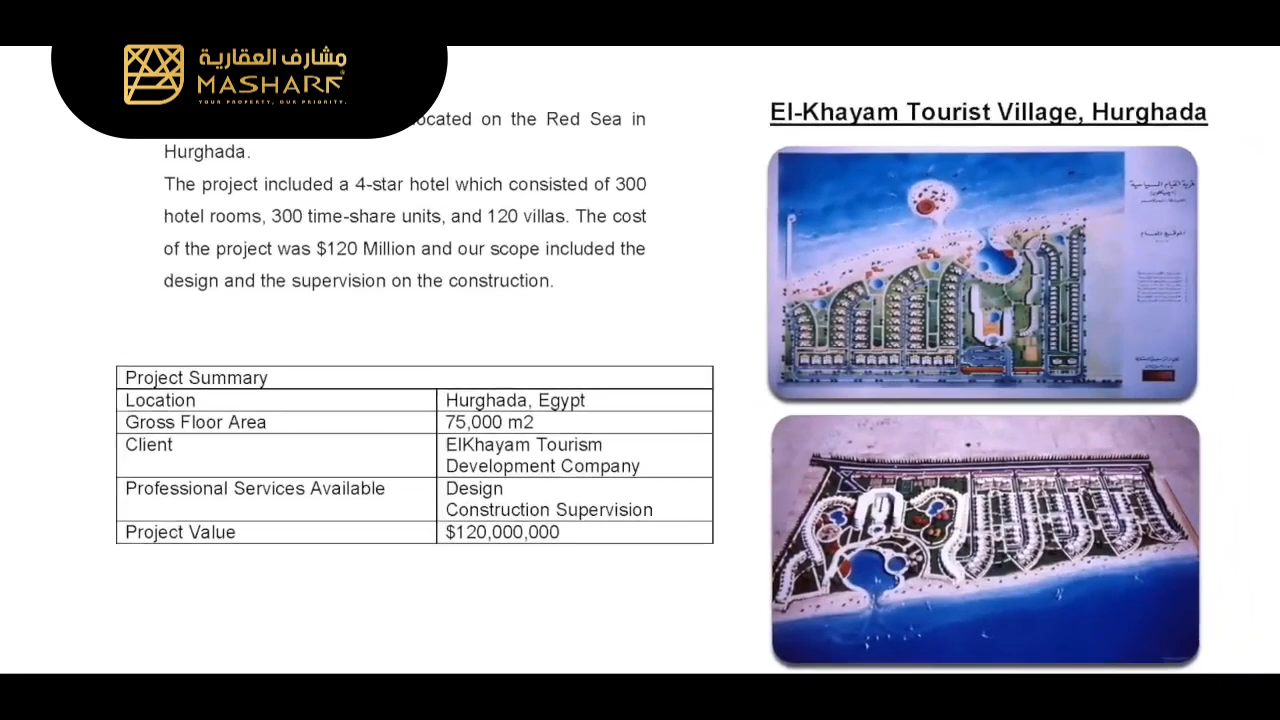 مشارف العقارية
MASHARF
YOUR PROPERTY, OUR PRIORITY.
located on the Red Sea in
Hurghada.
The project included a 4-star hotel which consisted of 300
hotel rooms, 300 time-share units, and 120 villas. The cost
of the project was $120 Million and our scope included the
design and the supervision on the construction.
Project Summary
Location Hurghada, Egypt
Gross Floor Area 75,000 m2
Client ElKhayam Tourism
Development Company
Professional Services Available Design
Construction Supervision
Project Value $120,000,000
El-Khayam Tourist Village, Hurghada